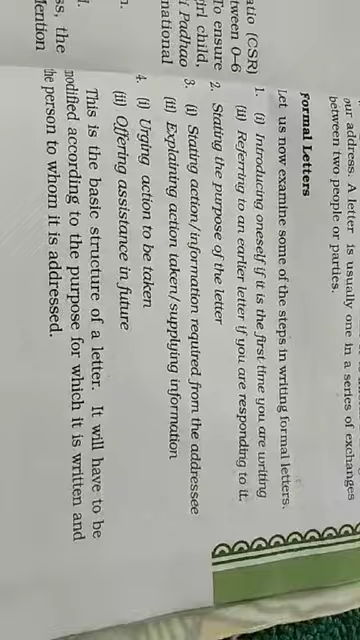 our address. A letter is usually one in a series of exchanges
between two people or parties.
Formal Letters
Let us now examine some of the steps in writing formal letters.
1. (i) Introducing oneself if it is the first time you are writing
(ii) Referring to an earlier letter if you are responding to it.
2. Stating the purpose of the letter
3. (i) Stating action/information required from the addressee
(ii) Explaining action taken/supplying information
4. (i) Urging action to be taken
(ii) Offering assistance in future
This is the basic structure of a letter. It will have to be
modified according to the purpose for which it is written and
the person to whom it is addressed.
atio (CSR)
tween 0–6
To ensure
girl child,
i Padhao
national
n.
l.
ss, the
Mention